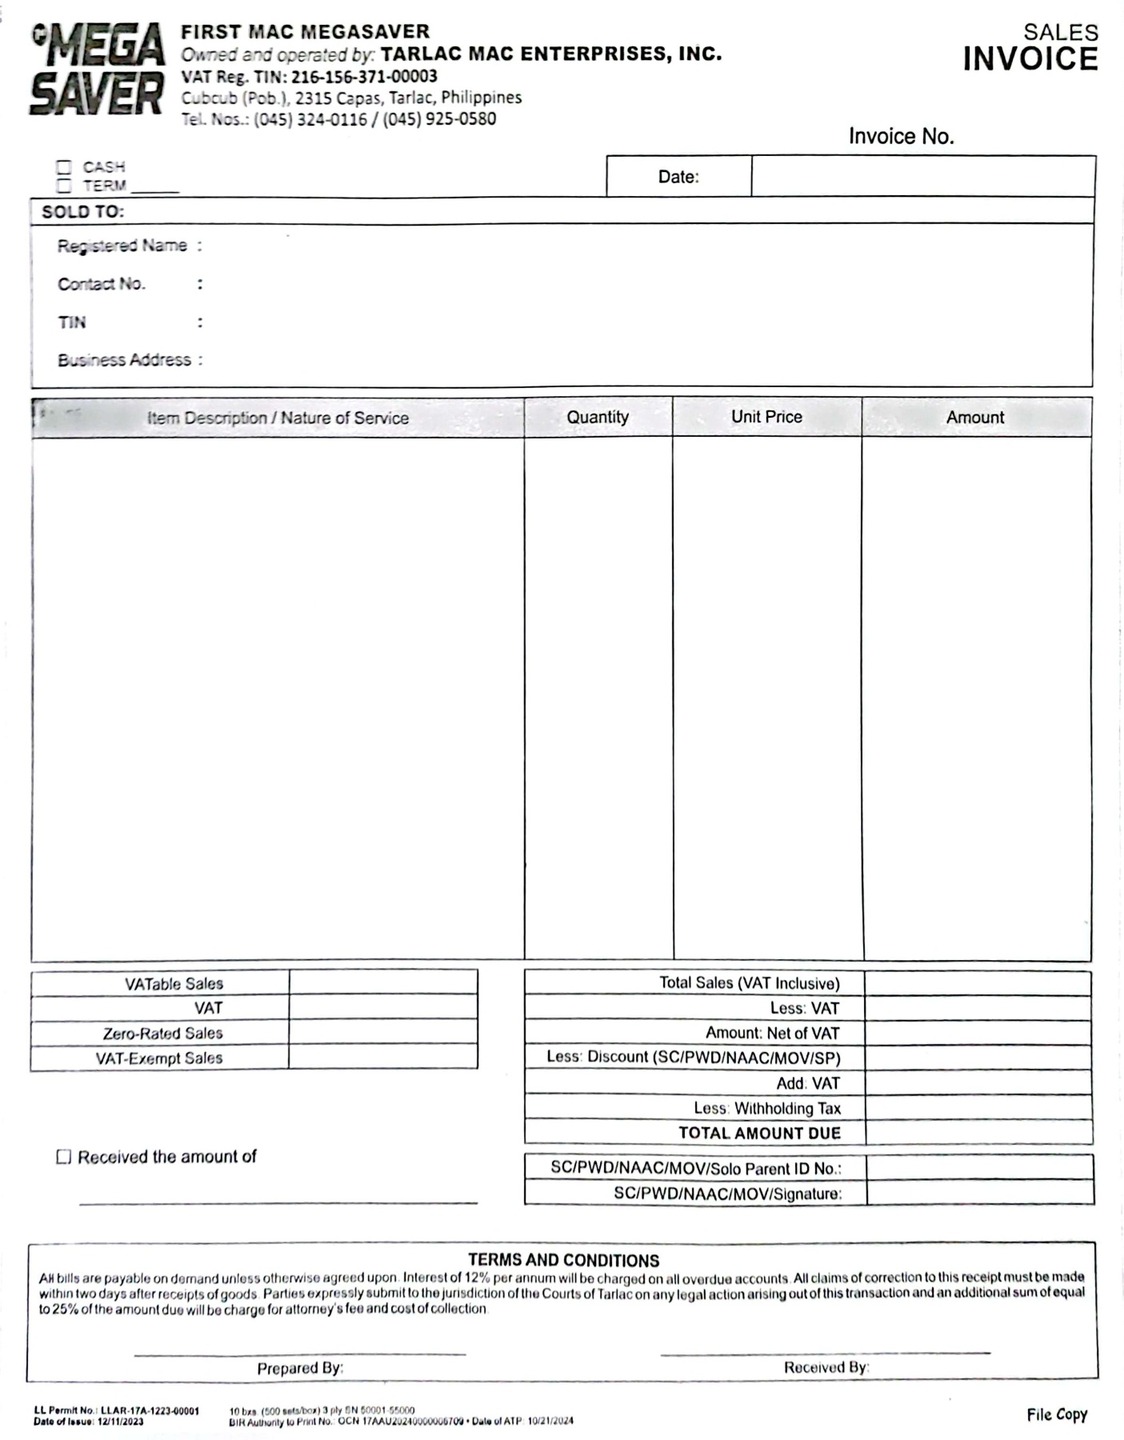 MEGA SAVER
FIRST MAC MEGASAVER
Owned and operated by: TARLAC MAC ENTERPRISES, INC.
VAT Reg. TIN: 216-156-371-00003
Cubcub (Pob.), 2315 Capas, Tarlac, Philippines
Tel. Nos.: (045) 324-0116 / (045) 925-0580
SALES
INVOICE
Invoice No.
CASH
TERM
Date:
SOLD TO:
Registered Name :
Contact No. :
TIN :
Business Address :
Item Description / Nature of Service Quantity Unit Price Amount
VATable Sales
VAT
Zero-Rated Sales
VAT-Exempt Sales
Total Sales (VAT Inclusive)
Less: VAT
Amount: Net of VAT
Less: Discount (SC/PWD/NAAC/MOV/SP)
Add: VAT
Less: Withholding Tax
TOTAL AMOUNT DUE
Received the amount of
SC/PWD/NAAC/MOV/Solo Parent ID No.:
SC/PWD/NAAC/MOV/Signature:
TERMS AND CONDITIONS
All bills are payable on demand unless otherwise agreed upon. Interest of 12% per annum will be charged on all overdue accounts. All claims of correction to this receipt must be made
within two days after receipts of goods. Parties expressly submit to the jurisdiction of the Courts of Tarlac on any legal action arising out of this transaction and an additional sum of equal
to 25% of the amount due will be charge for attorney's fee and cost of collection.
Prepared By:
Received By:
LL Permit No.: LLAR-17A-1223-00001
Date of Issue: 12/11/2023
10 bxs. (500 sets/box) 3 ply SN 50001-55000
BIR Authority to Print No.: OCN • Date of ATP: 10/21/2024
File Copy